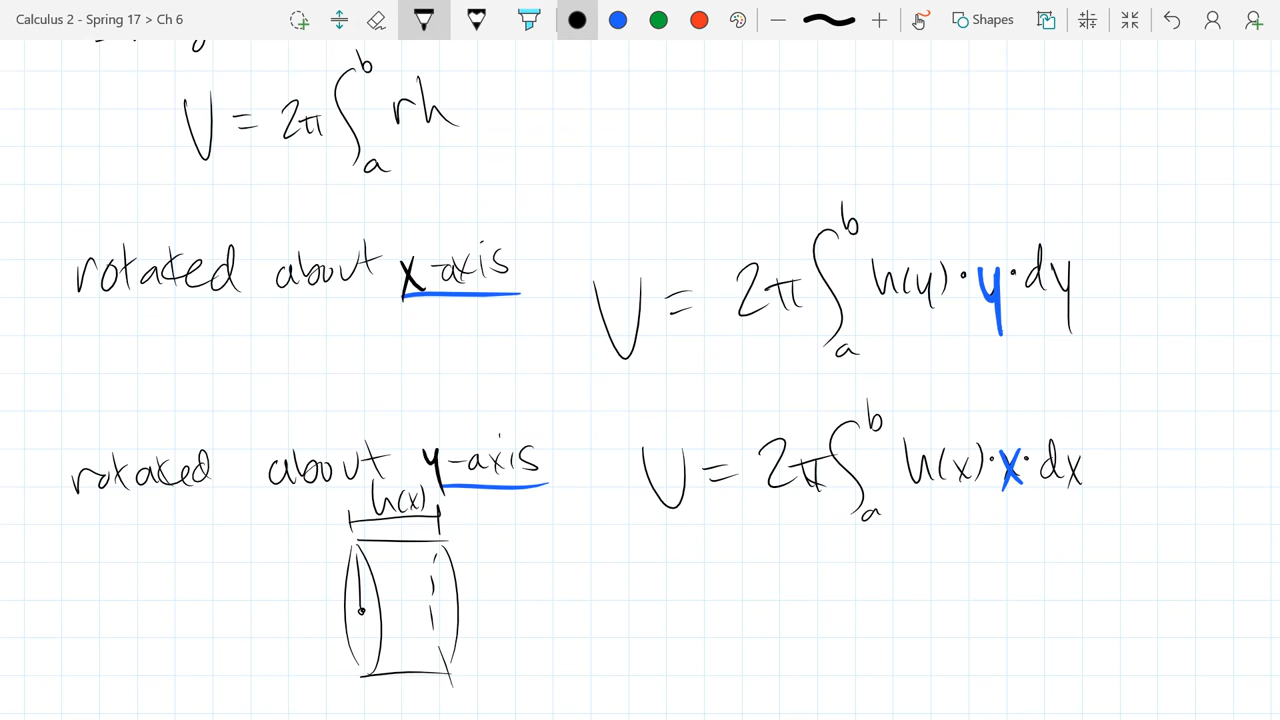 Calculus 2 - Spring 17 > Ch 6
Shapes
V = 2π ∫_a^b rh
rotated about x-axis
V = 2π ∫_a^b h(y)·y·dy
rotated about y-axis
V = 2π ∫_a^b h(x)·x·dx
h(x)